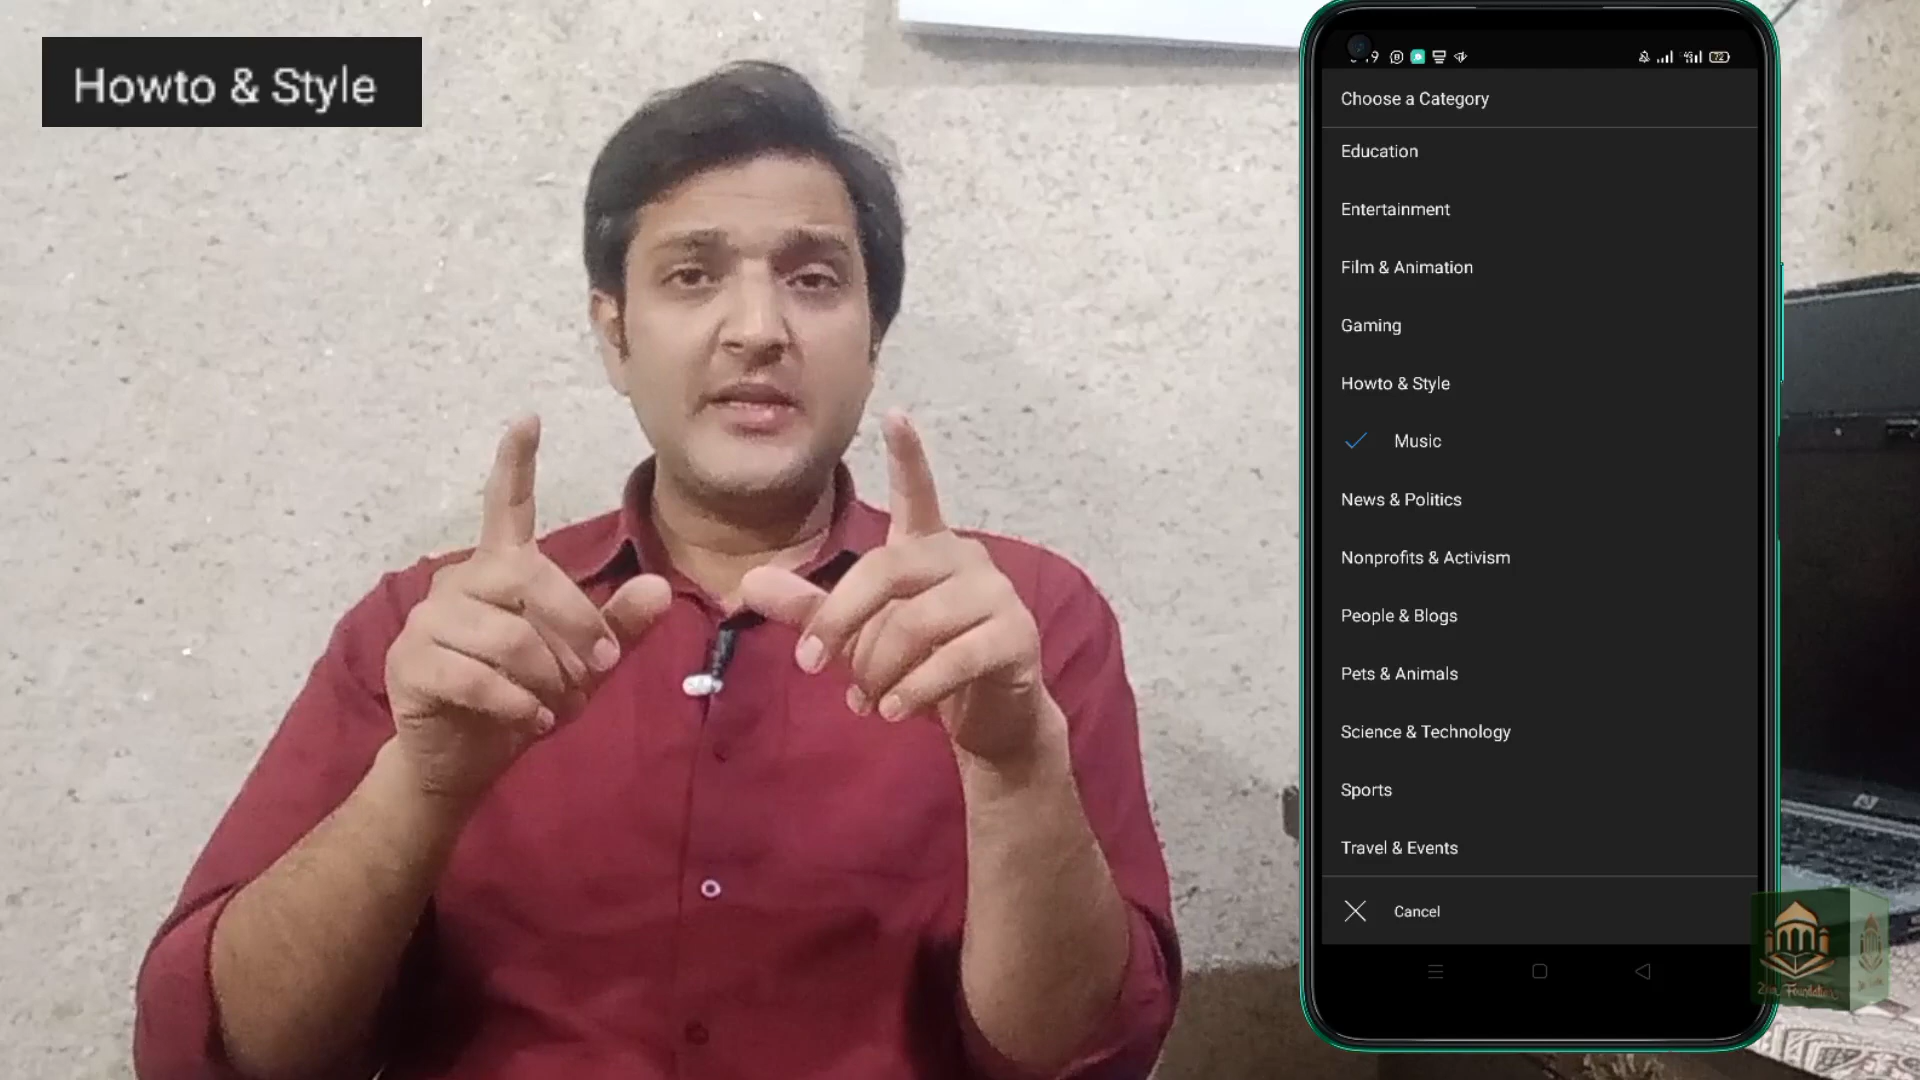 Howto & Style
Choose a Category
Education
Entertainment
Film & Animation
Gaming
Howto & Style
Music
News & Politics
Nonprofits & Activism
People & Blogs
Pets & Animals
Science & Technology
Sports
Travel & Events
Cancel
Foundation